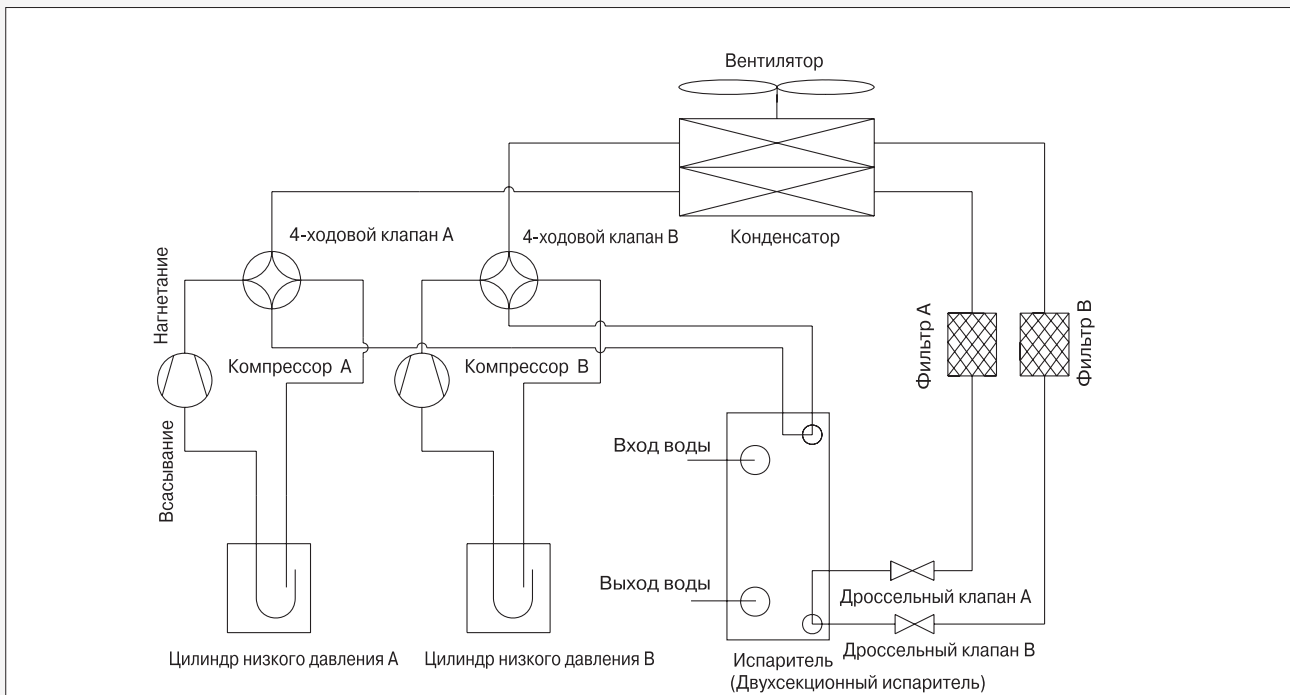 Вентилятор
4-ходовой клапан А
4-ходовой клапан В
Конденсатор
Нагнетание
Фильтр А
Фильтр В
Компрессор А
Компрессор В
Всасывание
Вход воды
Выход воды
Дроссельный клапан А
Дроссельный клапан В
Цилиндр низкого давления А
Цилиндр низкого давления В
Испаритель
(Двухсекционный испаритель)